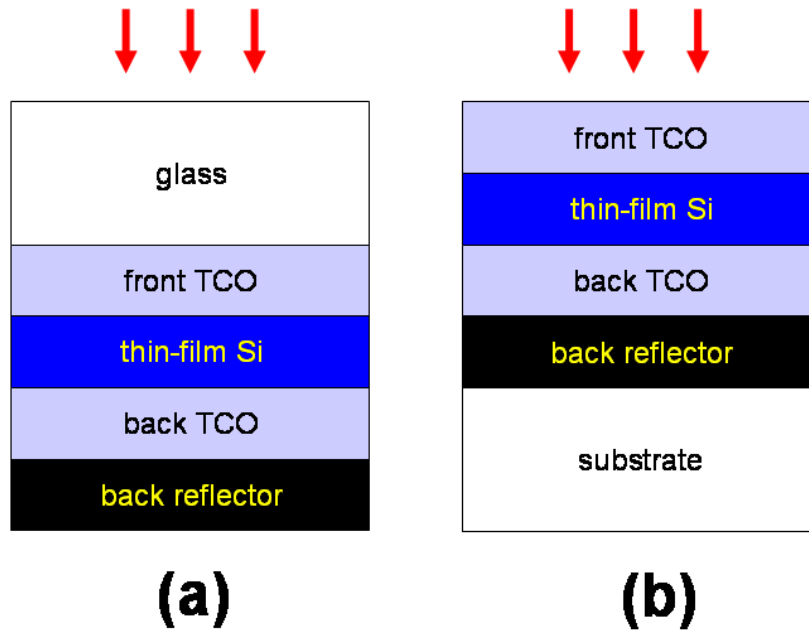 glass
front TCO
thin-film Si
back TCO
back reflector
(a)
front TCO
thin-film Si
back TCO
back reflector
substrate
(b)